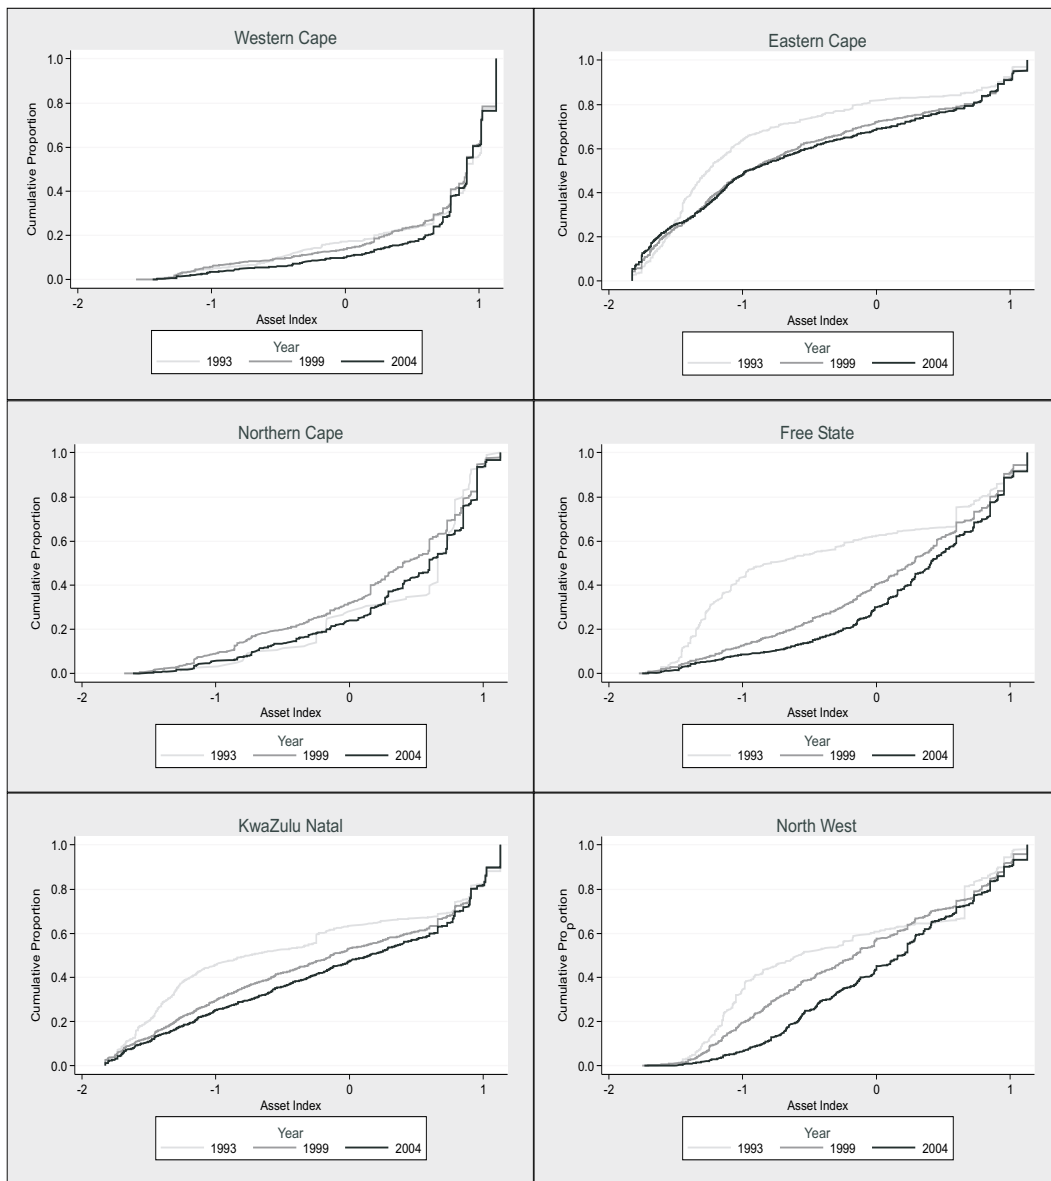 Western Cape
Cumulative Proportion
1.0
0.8
0.6
0.4
0.2
0.0
-2 -1 0 1
Asset Index
Year
1993 1999 2004
Eastern Cape
Cumulative Proportion
1.0
0.8
0.6
0.4
0.2
0.0
-2 -1 0 1
Asset Index
Year
1993 1999 2004
Northern Cape
Cumulative Proportion
1.0
0.8
0.6
0.4
0.2
0.0
-2 -1 0 1
Asset Index
Year
1993 1999 2004
Free State
Cumulative Proportion
1.0
0.8
0.6
0.4
0.2
0.0
-2 -1 0 1
Asset Index
Year
1993 1999 2004
KwaZulu Natal
Cumulative Proportion
1.0
0.8
0.6
0.4
0.2
0.0
-2 -1 0 1
Asset Index
Year
1993 1999 2004
North West
Cumulative Proportion
1.0
0.8
0.6
0.4
0.2
0.0
-2 -1 0 1
Asset Index
Year
1993 1999 2004